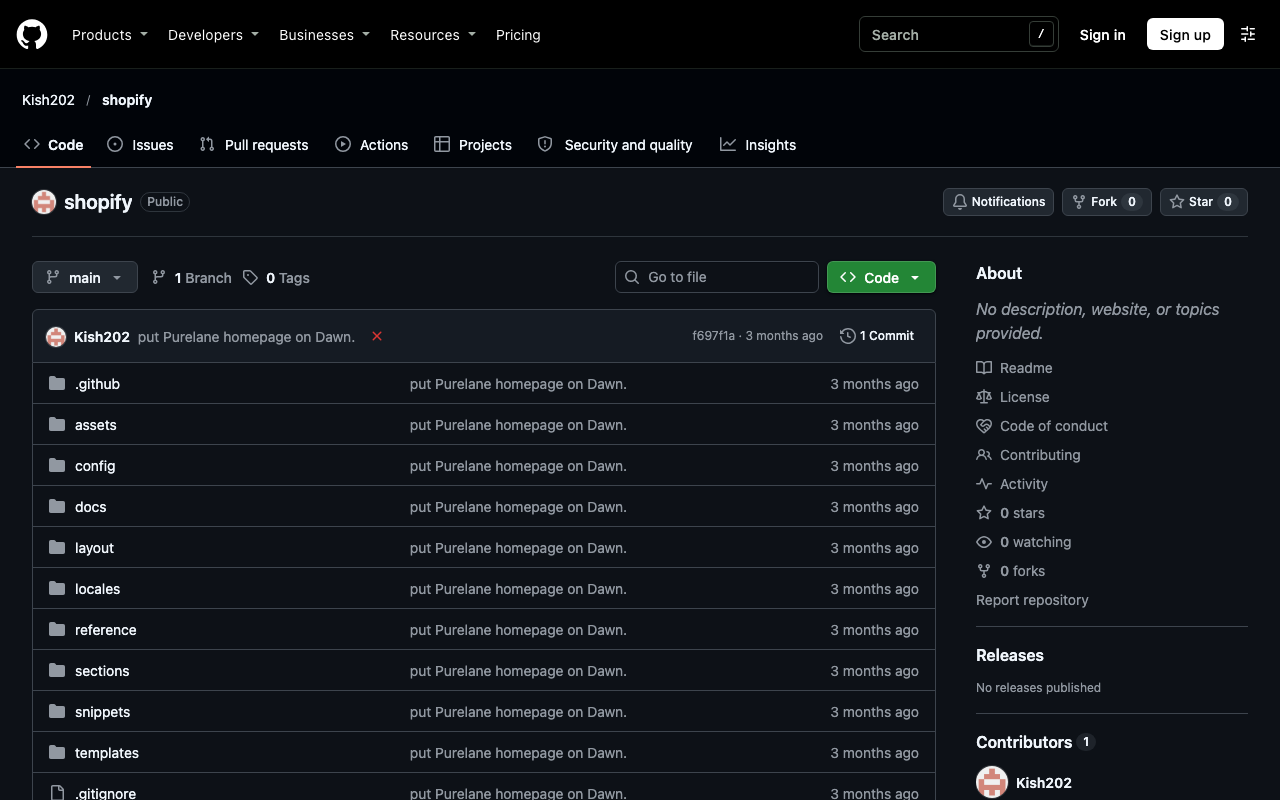 Products Developers Businesses Resources Pricing Search / Sign in Sign up
Kish202 / shopify
Code Issues Pull requests Actions Projects Security and quality Insights
shopify Public Notifications Fork 0 Star 0
main 1 Branch 0 Tags Go to file Code
Kish202 put Purelane homepage on Dawn. f697f1a · 3 months ago 1 Commit
.github put Purelane homepage on Dawn. 3 months ago
assets put Purelane homepage on Dawn. 3 months ago
config put Purelane homepage on Dawn. 3 months ago
docs put Purelane homepage on Dawn. 3 months ago
layout put Purelane homepage on Dawn. 3 months ago
locales put Purelane homepage on Dawn. 3 months ago
reference put Purelane homepage on Dawn. 3 months ago
sections put Purelane homepage on Dawn. 3 months ago
snippets put Purelane homepage on Dawn. 3 months ago
templates put Purelane homepage on Dawn. 3 months ago
.gitignore put Purelane homepage on Dawn. 3 months ago
About
No description, website, or topics
provided.
Readme
License
Code of conduct
Contributing
Activity
0 stars
0 watching
0 forks
Report repository
Releases
No releases published
Contributors 1
Kish202